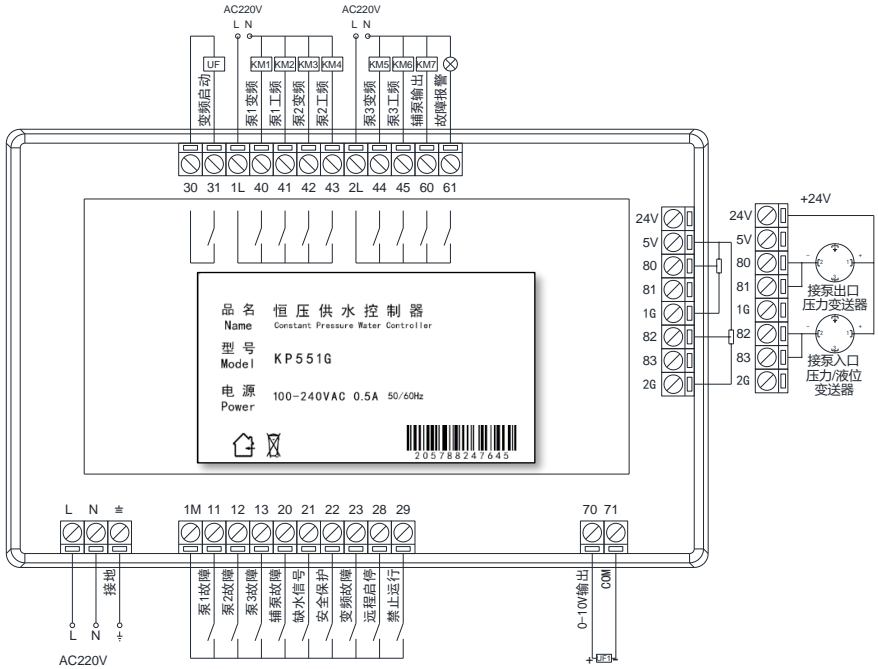 AC220V
AC220V
L N
L N
UF
KM1
KM2
KM3
KM4
KM5
KM6
KM7
变频启动
泵1变频
泵1工频
泵2变频
泵2工频
泵3变频
泵3工频
辅泵输出
故障报警
30 31 1L 40 41 42 43 2L 44 45 60 61
24V
5V
80
81
1G
82
83
2G
+24V
24V
5V
80
81
1G
82
83
2G
- 2 1 +
接泵出口
压力变送器
- 2 1 +
接泵入口
压力/液位
变送器
品名 恒压供水控制器
Name Constant Pressure Water Controller
型号
Model KP551G
电源
Power 100-240VAC 0.5A 50/60Hz
205788247645
L N
1M 11 12 13 20 21 22 23 28 29
70 71
接地
泵1故障
泵2故障
泵3故障
辅泵故障
缺水信号
安全保护
变频故障
远程启停
禁止运行
0-10V输出
COM
L N
AC220V
+ UF1 -